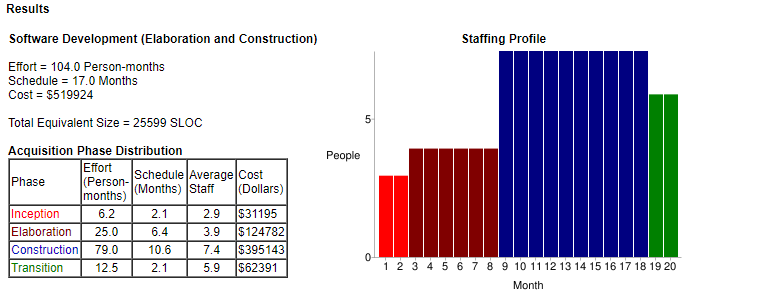 Results
Software Development (Elaboration and Construction)
Effort = 104.0 Person-months
Schedule = 17.0 Months
Cost = $519924
Total Equivalent Size = 25599 SLOC
Acquisition Phase Distribution
Phase Effort (Person-months) Schedule (Months) Average Staff Cost (Dollars)
Inception 6.2 2.1 2.9 $31195
Elaboration 25.0 6.4 3.9 $124782
Construction 79.0 10.6 7.4 $395143
Transition 12.5 2.1 5.9 $62391
Staffing Profile
5
People
0
1 2 3 4 5 6 7 8 9 10 11 12 13 14 15 16 17 18 19 20
Month